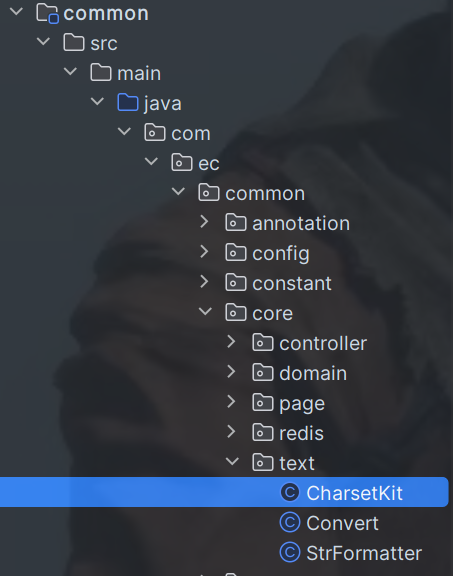 common
src
main
java
com
ec
common
annotation
config
constant
core
controller
domain
page
redis
text
CharsetKit
Convert
StrFormatter